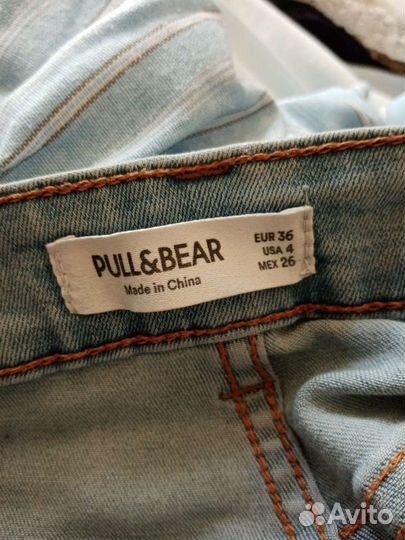 PULL&BEAR
Made in China
EUR 36
USA 4
MEX 26
Avito